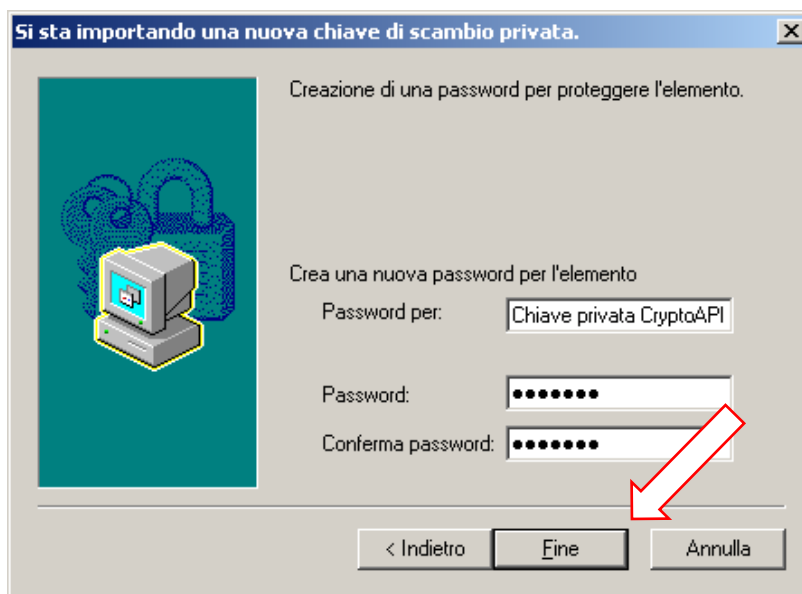 Si sta importando una nuova chiave di scambio privata.
Creazione di una password per proteggere l'elemento.
Crea una nuova password per l'elemento
Password per: Chiave privata CryptoAPI
Password: ●●●●●●●
Conferma password: ●●●●●●●
< Indietro Fine Annulla